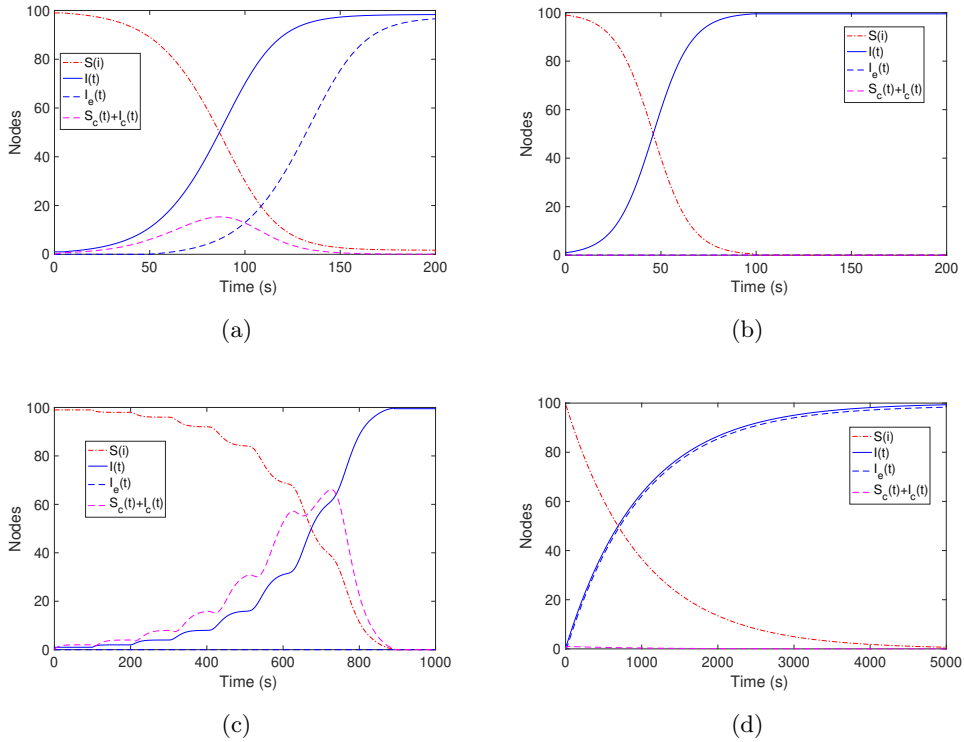 100
80
60
40
20
0
Nodes
S(i)
I(t)
I_e(t)
S_c(t)+I_c(t)
0 50 100 150 200
Time (s)
(a)
100
80
60
40
20
0
Nodes
S(i)
I(t)
I_e(t)
S_c(t)+I_c(t)
0 50 100 150 200
Time (s)
(b)
100
80
60
40
20
0
Nodes
S(i)
I(t)
I_e(t)
S_c(t)+I_c(t)
0 200 400 600 800 1000
Time (s)
(c)
100
80
60
40
20
0
Nodes
S(i)
I(t)
I_e(t)
S_c(t)+I_c(t)
0 1000 2000 3000 4000 5000
Time (s)
(d)